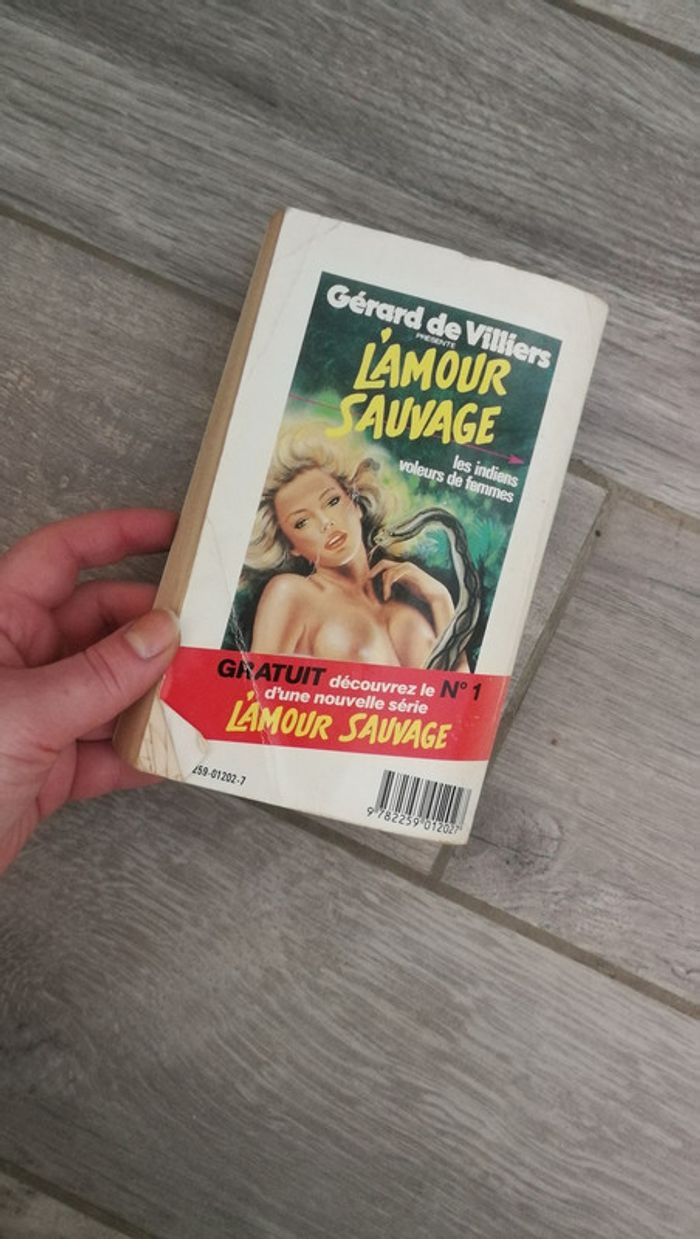 Gérard de Villiers
PRÉSENTE
L'AMOUR
SAUVAGE
les indiens
voleurs de femmes
GRATUIT découvrez le N° 1
d'une nouvelle série
L'AMOUR SAUVAGE
259-01202-7
9 782259 012027